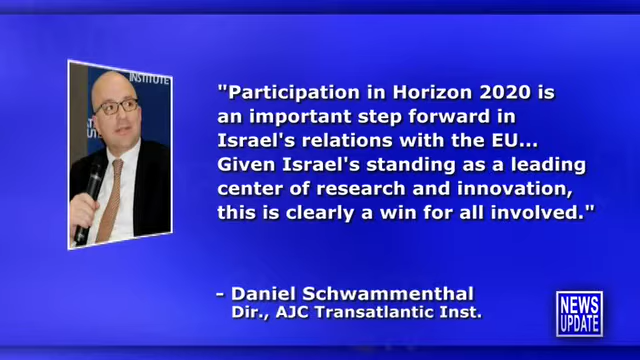 INSTITUTE
"Participation in Horizon 2020 is
an important step forward in
Israel's relations with the EU...
Given Israel's standing as a leading
center of research and innovation,
this is clearly a win for all involved."
- Daniel Schwammenthal
Dir., AJC Transatlantic Inst.
NEWS
UPDATE